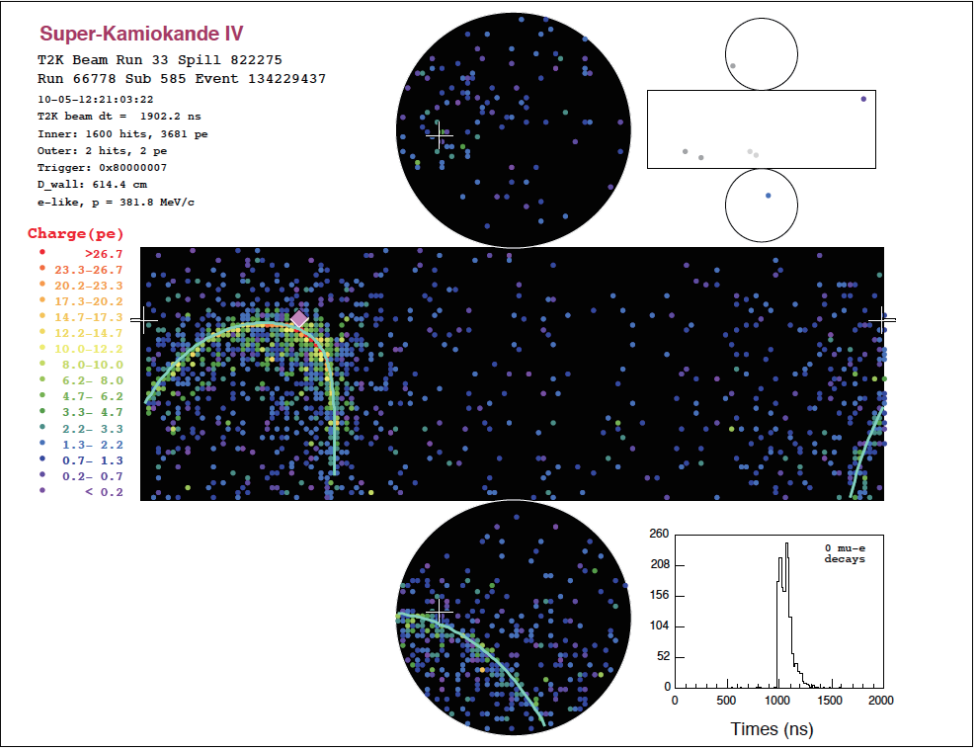 Super-Kamiokande IV
T2K Beam Run 33 Spill 822275
Run 66778 Sub 585 Event 134229437
10-05-12:21:03:22
T2K beam dt = 1902.2 ns
Inner: 1600 hits, 3681 pe
Outer: 2 hits, 2 pe
Trigger: 0x80000007
D_wall: 614.4 cm
e-like, p = 381.8 MeV/c
Charge(pe)
>26.7
23.3-26.7
20.2-23.3
17.3-20.2
14.7-17.3
12.2-14.7
10.0-12.2
8.0-10.0
6.2- 8.0
4.7- 6.2
3.3- 4.7
2.2- 3.3
1.3- 2.2
0.7- 1.3
0.2- 0.7
< 0.2
0 mu-e
decays
260
208
156
104
52
0
0 500 1000 1500 2000
Times (ns)